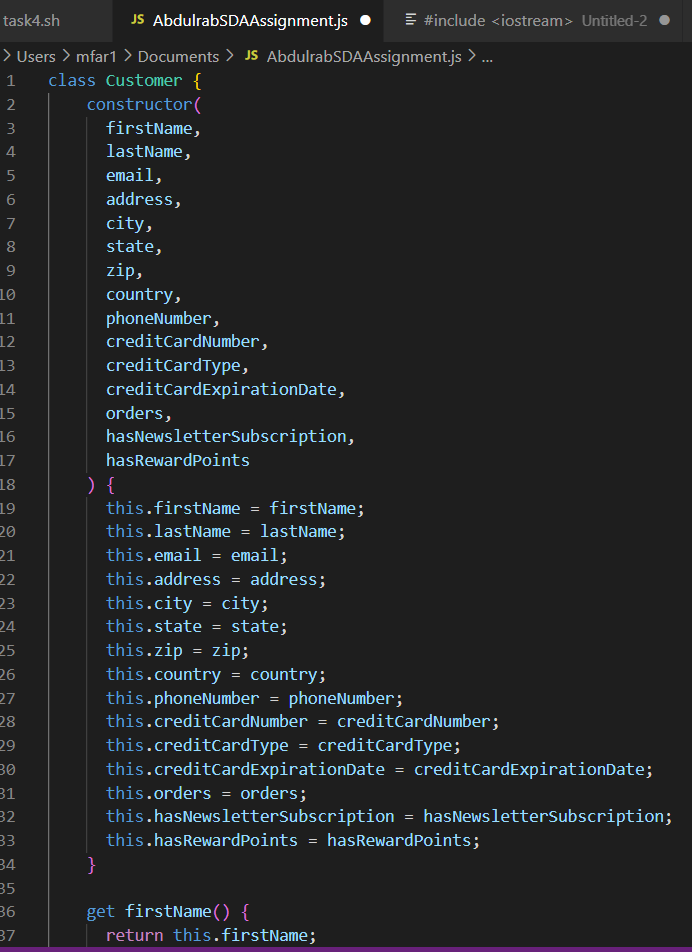 task4.sh
JS AbdulrabSDAAssignment.js
#include <iostream> Untitled-2
> Users > mfar1 > Documents > JS AbdulrabSDAAssignment.js > ...
1 class Customer {
2 constructor(
3 firstName,
4 lastName,
5 email,
6 address,
7 city,
8 state,
9 zip,
10 country,
11 phoneNumber,
12 creditCardNumber,
13 creditCardType,
14 creditCardExpirationDate,
15 orders,
16 hasNewsletterSubscription,
17 hasRewardPoints
18 ) {
19 this.firstName = firstName;
20 this.lastName = lastName;
21 this.email = email;
22 this.address = address;
23 this.city = city;
24 this.state = state;
25 this.zip = zip;
26 this.country = country;
27 this.phoneNumber = phoneNumber;
28 this.creditCardNumber = creditCardNumber;
29 this.creditCardType = creditCardType;
30 this.creditCardExpirationDate = creditCardExpirationDate;
31 this.orders = orders;
32 this.hasNewsletterSubscription = hasNewsletterSubscription;
33 this.hasRewardPoints = hasRewardPoints;
34 }
35
36 get firstName() {
37 return this.firstName;